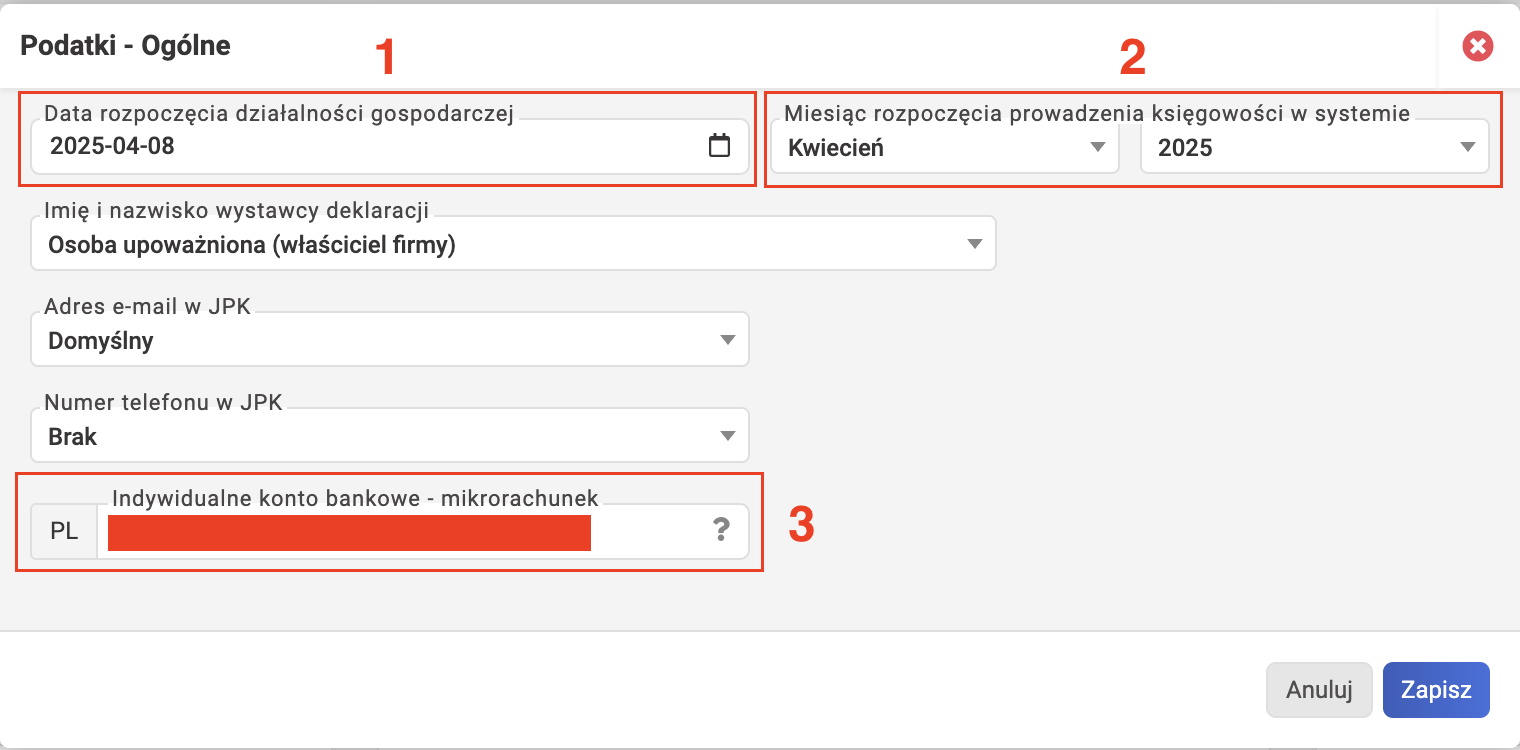 Podatki - Ogólne
1
2
Data rozpoczęcia działalności gospodarczej
2025-04-08
Miesiąc rozpoczęcia prowadzenia księgowości w systemie
Kwiecień
2025
Imię i nazwisko wystawcy deklaracji
Osoba upoważniona (właściciel firmy)
Adres e-mail w JPK
Domyślny
Numer telefonu w JPK
Brak
Indywidualne konto bankowe - mikrorachunek
PL
?
3
Anuluj
Zapisz